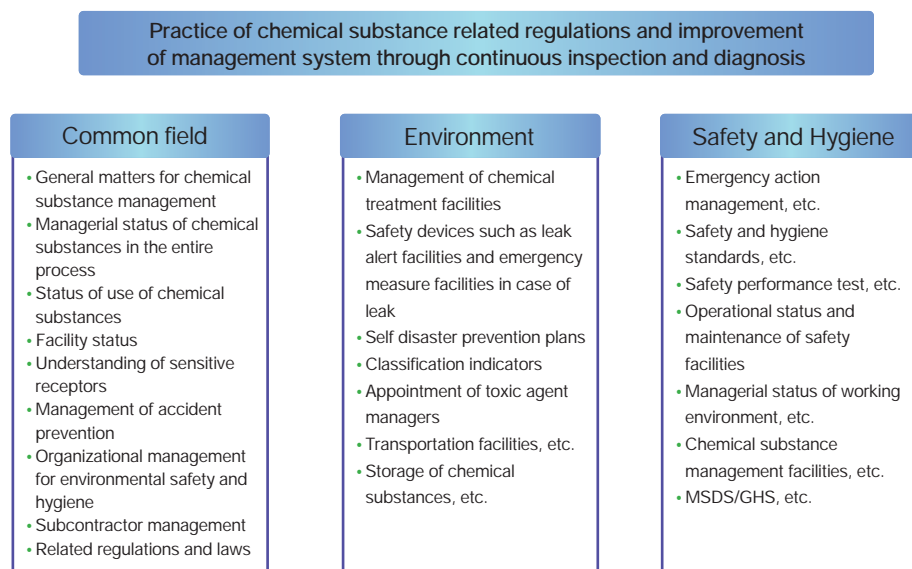 Practice of chemical substance related regulations and improvement
of management system through continuous inspection and diagnosis
Common field
• General matters for chemical
substance management
• Managerial status of chemical
substances in the entire
process
• Status of use of chemical
substances
• Facility status
• Understanding of sensitive
receptors
• Management of accident
prevention
• Organizational management
for environmental safety and
hygiene
• Subcontractor management
• Related regulations and laws
Environment
• Management of chemical
treatment facilities
• Safety devices such as leak
alert facilities and emergency
measure facilities in case of
leak
• Self disaster prevention plans
• Classification indicators
• Appointment of toxic agent
managers
• Transportation facilities, etc.
• Storage of chemical
substances, etc.
Safety and Hygiene
• Emergency action
management, etc.
• Safety and hygiene
standards, etc.
• Safety performance test, etc.
• Operational status and
maintenance of safety
facilities
• Managerial status of working
environment, etc.
• Chemical substance
management facilities, etc.
• MSDS/GHS, etc.